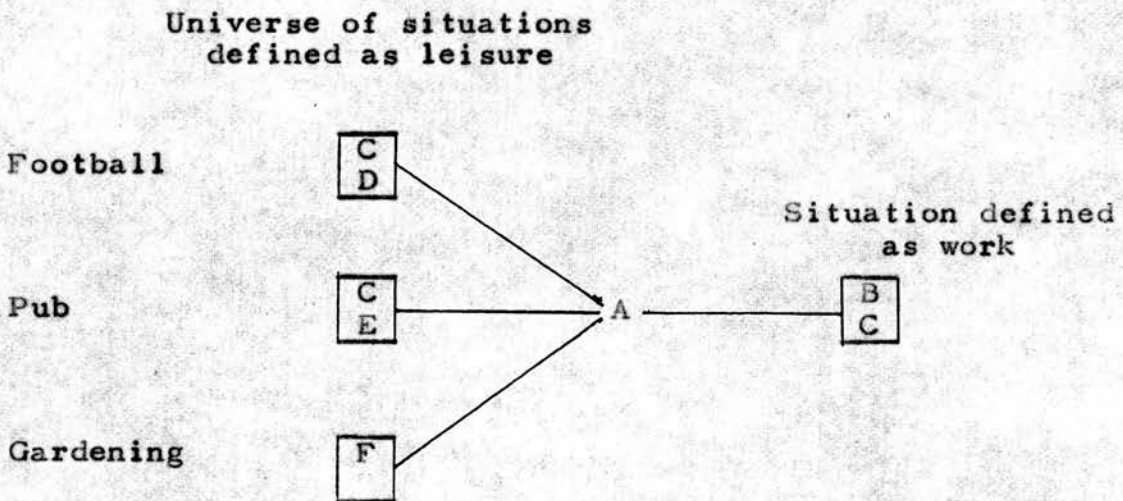 Universe of situations
defined as leisure
Football
C
D
Situation defined
as work
Pub
C
E
A
B
C
Gardening
F